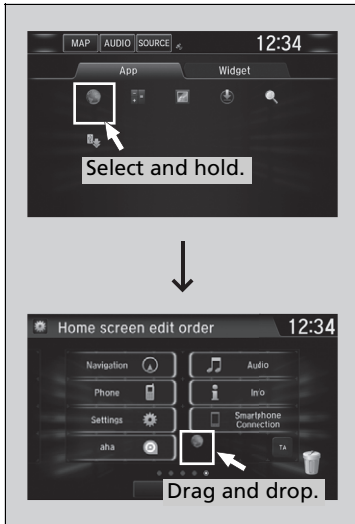 MAP AUDIO SOURCE 12:34
App Widget
Select and hold.
Home screen edit order 12:34
Navigation Audio
Phone Info
Settings Smartphone
Connection
aha TA
Drag and drop.